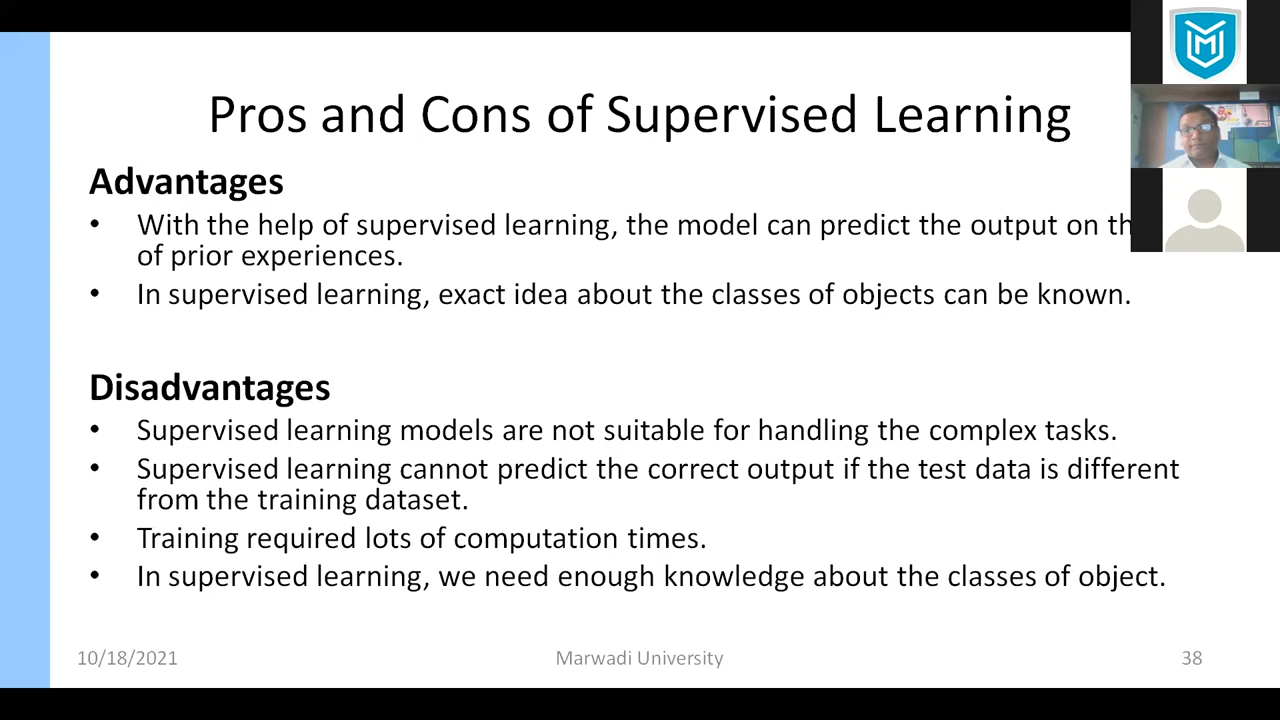 Pros and Cons of Supervised Learning
Advantages
• With the help of supervised learning, the model can predict the output on
of prior experiences.
• In supervised learning, exact idea about the classes of objects can be known.
Disadvantages
• Supervised learning models are not suitable for handling the complex tasks.
• Supervised learning cannot predict the correct output if the test data is different
from the training dataset.
• Training required lots of computation times.
• In supervised learning, we need enough knowledge about the classes of object.
10/18/2021
Marwadi University
38